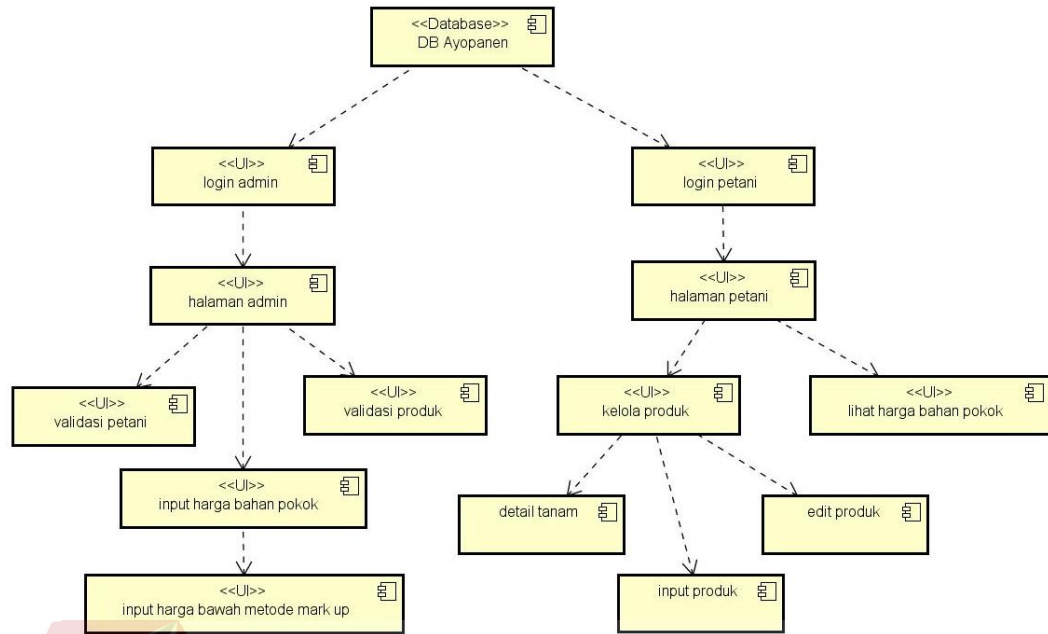 <<Database>>
DB Ayopanen
<<UI>>
login admin
<<UI>>
login petani
<<UI>>
halaman admin
<<UI>>
halaman petani
<<UI>>
validasi petani
<<UI>>
validasi produk
<<UI>>
kelola produk
<<UI>>
lihat harga bahan pokok
<<UI>>
input harga bahan pokok
detail tanam
edit produk
<<UI>>
input harga bawah metode mark up
input produk